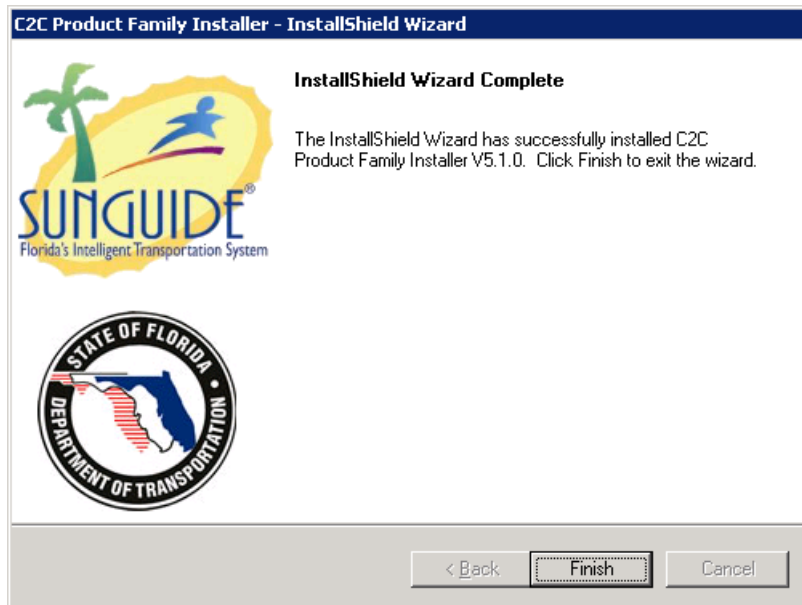 C2C Product Family Installer - InstallShield Wizard
InstallShield Wizard Complete
The InstallShield Wizard has successfully installed C2C
Product Family Installer V5.1.0. Click Finish to exit the wizard.
SUNGUIDE®
Florida's Intelligent Transportation System
STATE OF FLORIDA •
DEPARTMENT OF TRANSPORTATION
< Back
Finish
Cancel